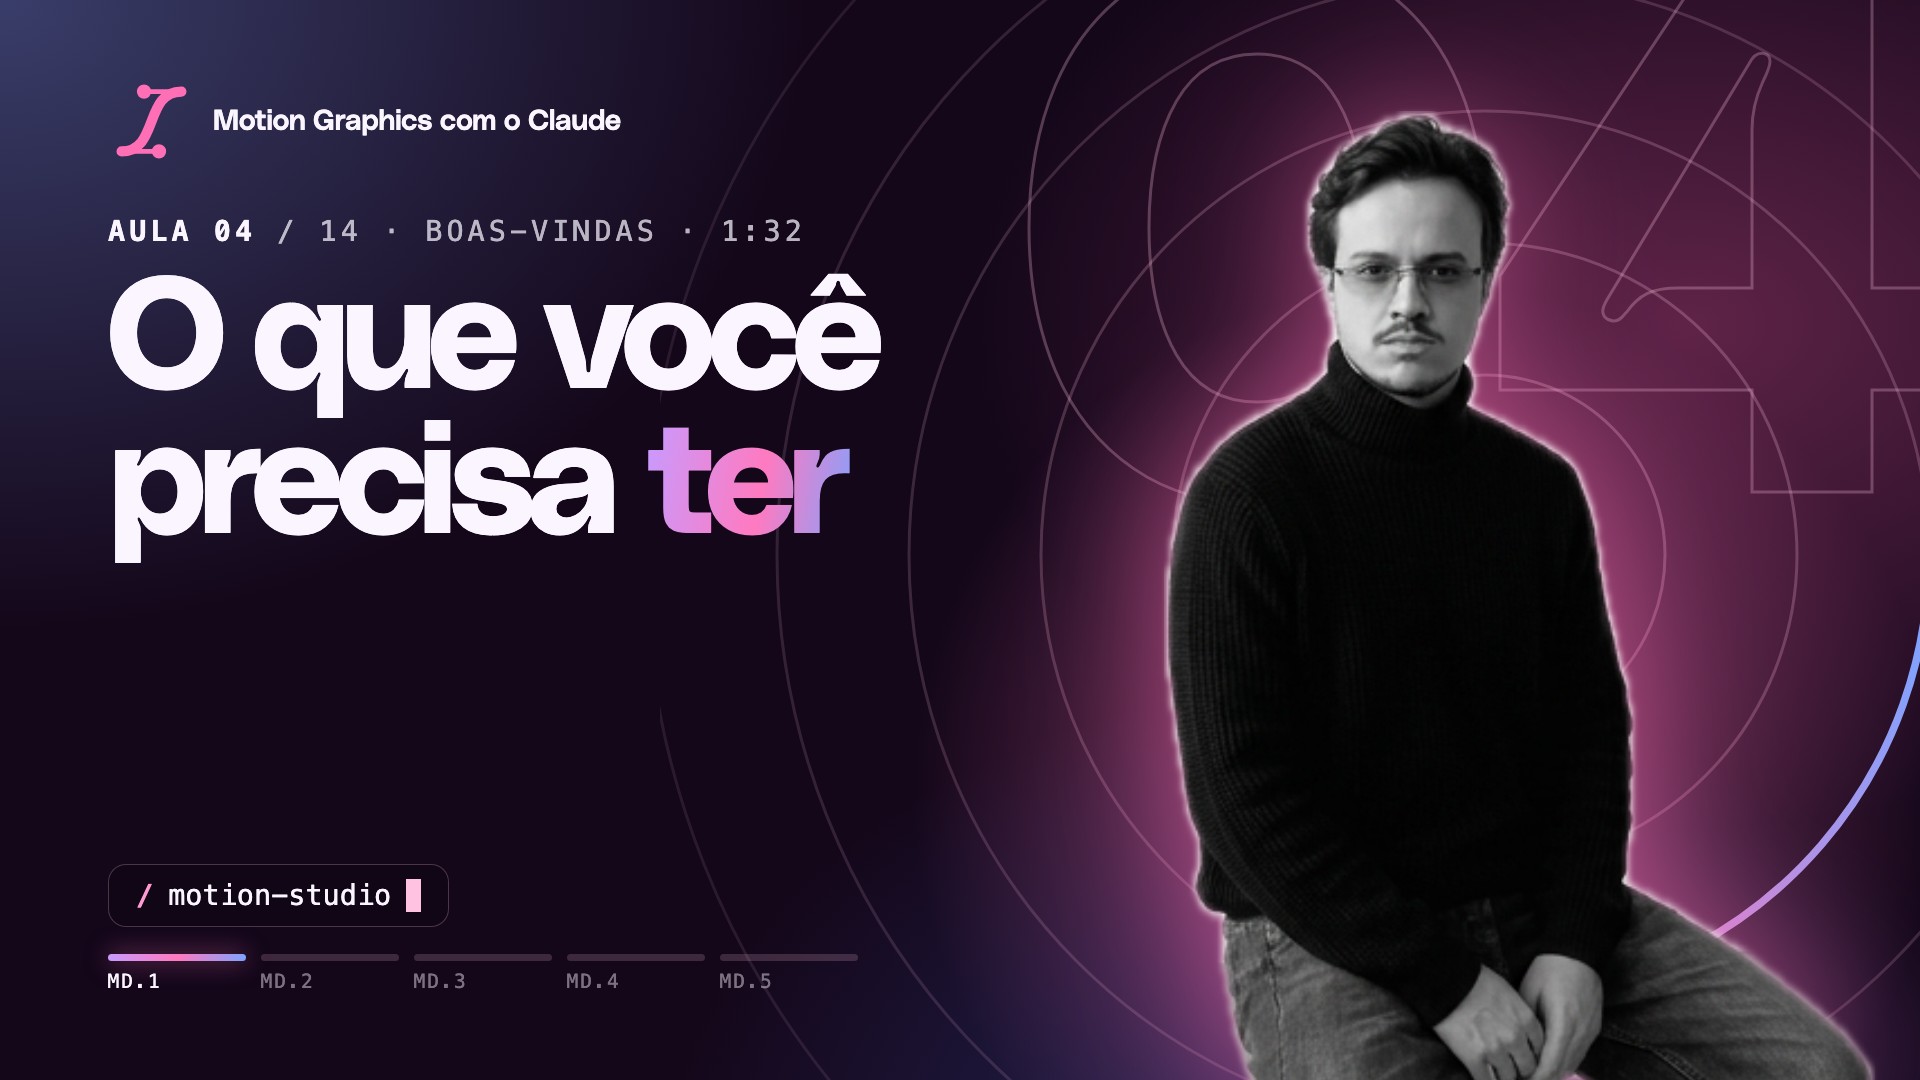 Motion Graphics com o Claude
AULA 04 / 14 · BOAS-VINDAS · 1:32
O que você
precisa ter
/ motion-studio
MD.1 MD.2 MD.3 MD.4 MD.5
04